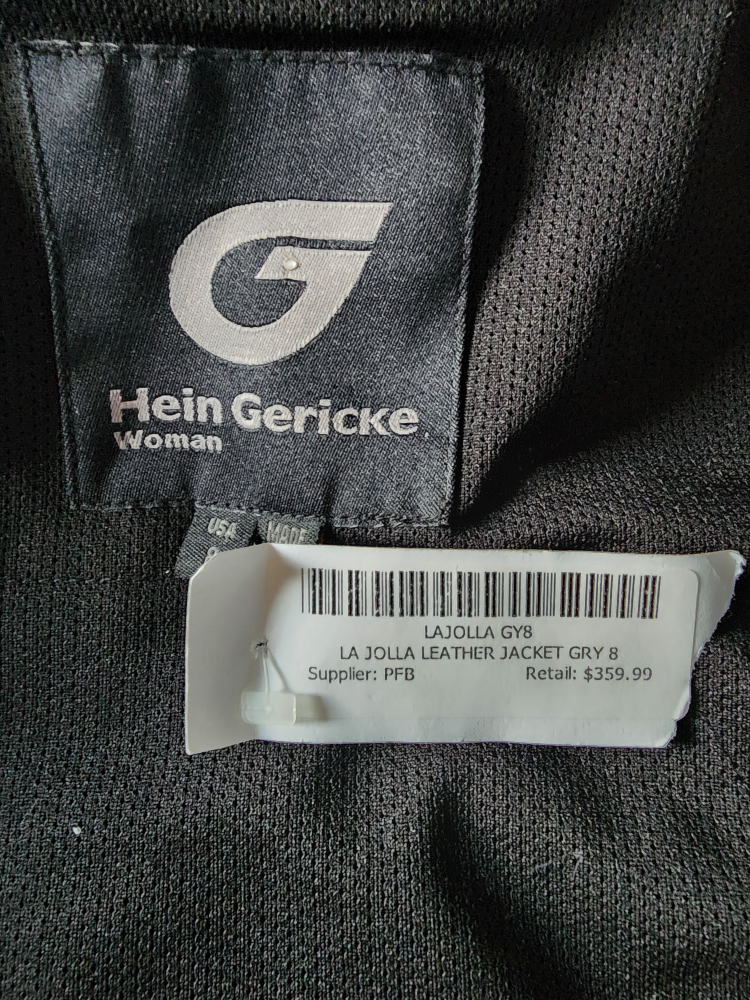 Hein Gericke
Woman
USA MADE
LAJOLLA GY8
LA JOLLA LEATHER JACKET GRY 8
Supplier: PFB Retail: $359.99